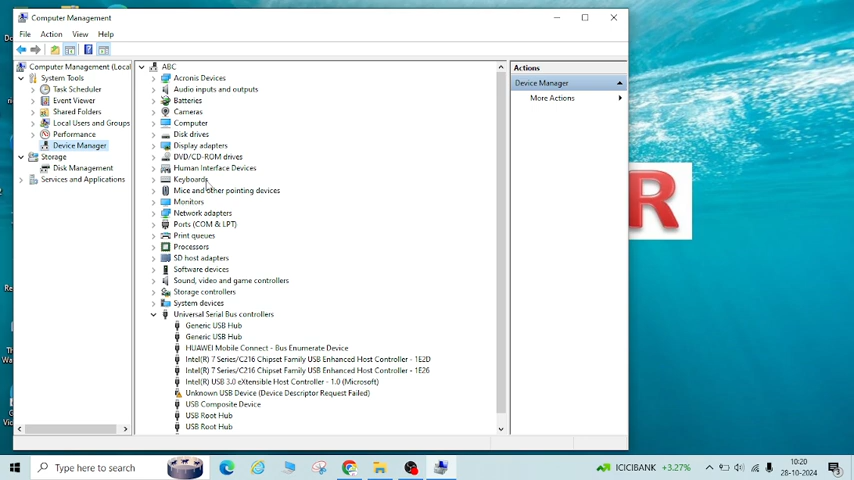 Computer Management
File Action View Help
Computer Management (Local
System Tools
Task Scheduler
Event Viewer
Shared Folders
Local Users and Groups
Performance
Device Manager
Storage
Disk Management
Services and Applications
ABC
Acronis Devices
Audio inputs and outputs
Batteries
Cameras
Computer
Disk drives
Display adapters
DVD/CD-ROM drives
Human Interface Devices
Keyboards
Mice and other pointing devices
Monitors
Network adapters
Ports (COM & LPT)
Print queues
Processors
SD host adapters
Software devices
Sound, video and game controllers
Storage controllers
System devices
Universal Serial Bus controllers
Generic USB Hub
Generic USB Hub
HUAWEI Mobile Connect - Bus Enumerate Device
Intel(R) 7 Series/C216 Chipset Family USB Enhanced Host Controller - 1E2D
Intel(R) 7 Series/C216 Chipset Family USB Enhanced Host Controller - 1E26
Intel(R) USB 3.0 eXtensible Host Controller - 1.0 (Microsoft)
Unknown USB Device (Device Descriptor Request Failed)
USB Composite Device
USB Root Hub
USB Root Hub
Actions
Device Manager
More Actions
R
Type here to search
ICICIBANK +3.27%
10:20
28-10-2024
3